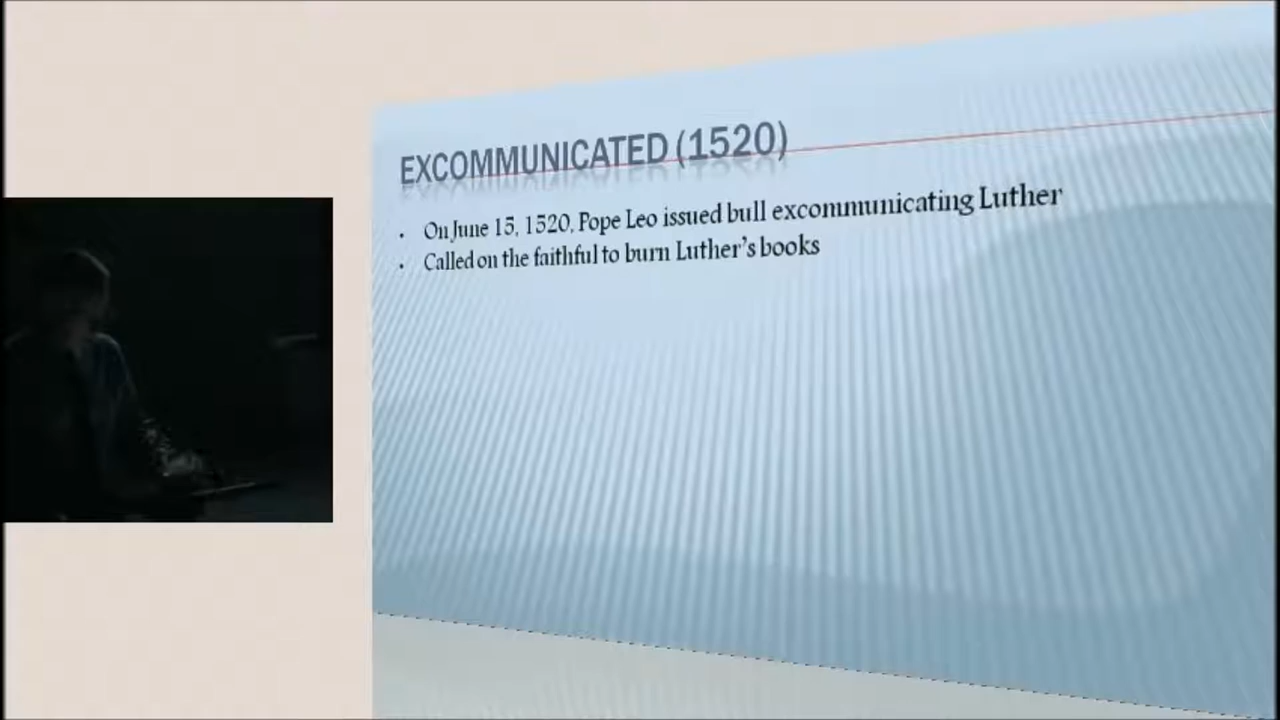 EXCOMMUNICATED (1520)
• On June 15, 1520, Pope Leo issued bull excommunicating Luther
• Called on the faithful to burn Luther's books